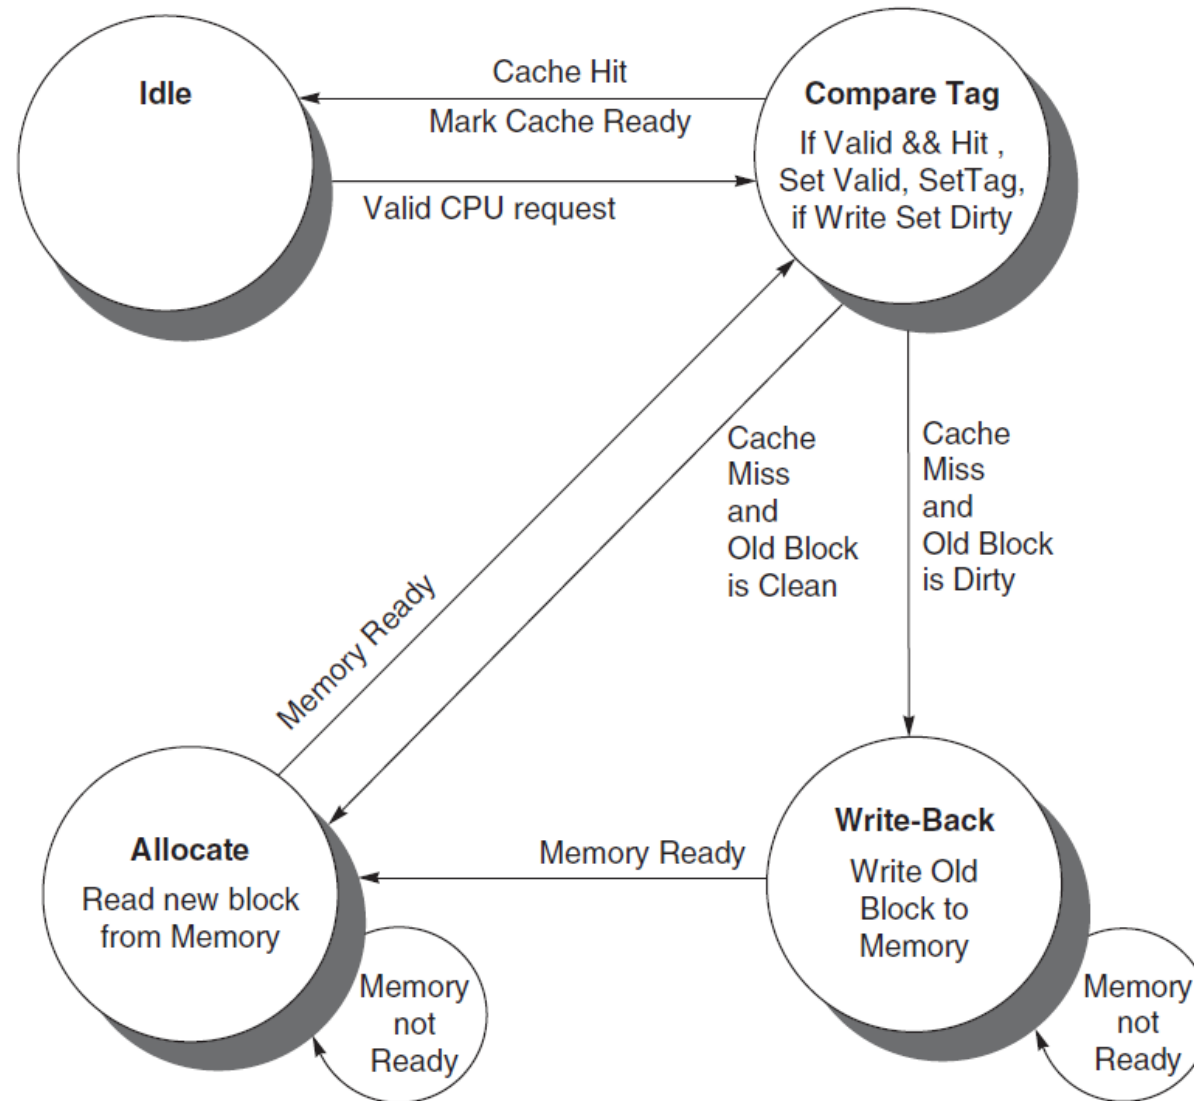 Idle
Cache Hit
Mark Cache Ready
Valid CPU request
Compare Tag
If Valid && Hit ,
Set Valid, SetTag,
if Write Set Dirty
Cache
Miss
and
Old Block
is Clean
Cache
Miss
and
Old Block
is Dirty
Memory Ready
Allocate
Read new block
from Memory
Memory
not
Ready
Memory Ready
Write-Back
Write Old
Block to
Memory
Memory
not
Ready